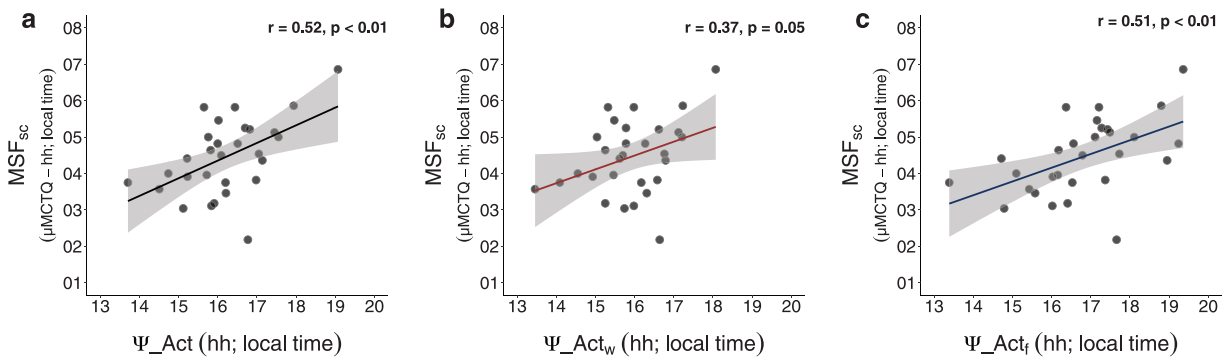 a
r = 0.52, p < 0.01
MSFsc
(µMCTQ – hh; local time)
08
07
06
05
04
03
02
01
13 14 15 16 17 18 19 20
Ψ_Act (hh; local time)
b
r = 0.37, p = 0.05
MSFsc
(µMCTQ – hh; local time)
08
07
06
05
04
03
02
01
13 14 15 16 17 18 19 20
Ψ_Actw (hh; local time)
c
r = 0.51, p < 0.01
MSFsc
(µMCTQ – hh; local time)
08
07
06
05
04
03
02
01
13 14 15 16 17 18 19 20
Ψ_Actf (hh; local time)